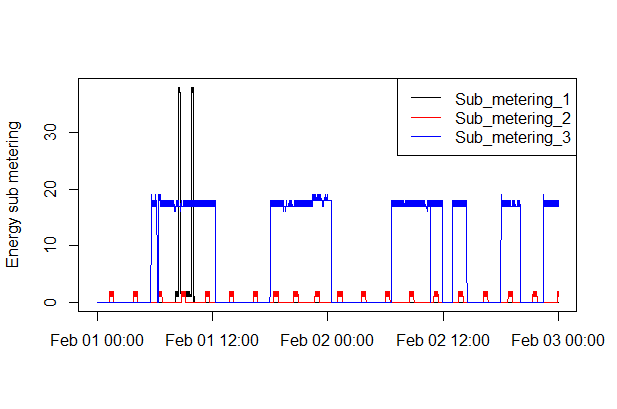 Sub_metering_1
Sub_metering_2
Sub_metering_3
Energy sub metering
30
20
10
0
Feb 01 00:00 Feb 01 12:00 Feb 02 00:00 Feb 02 12:00 Feb 03 00:00